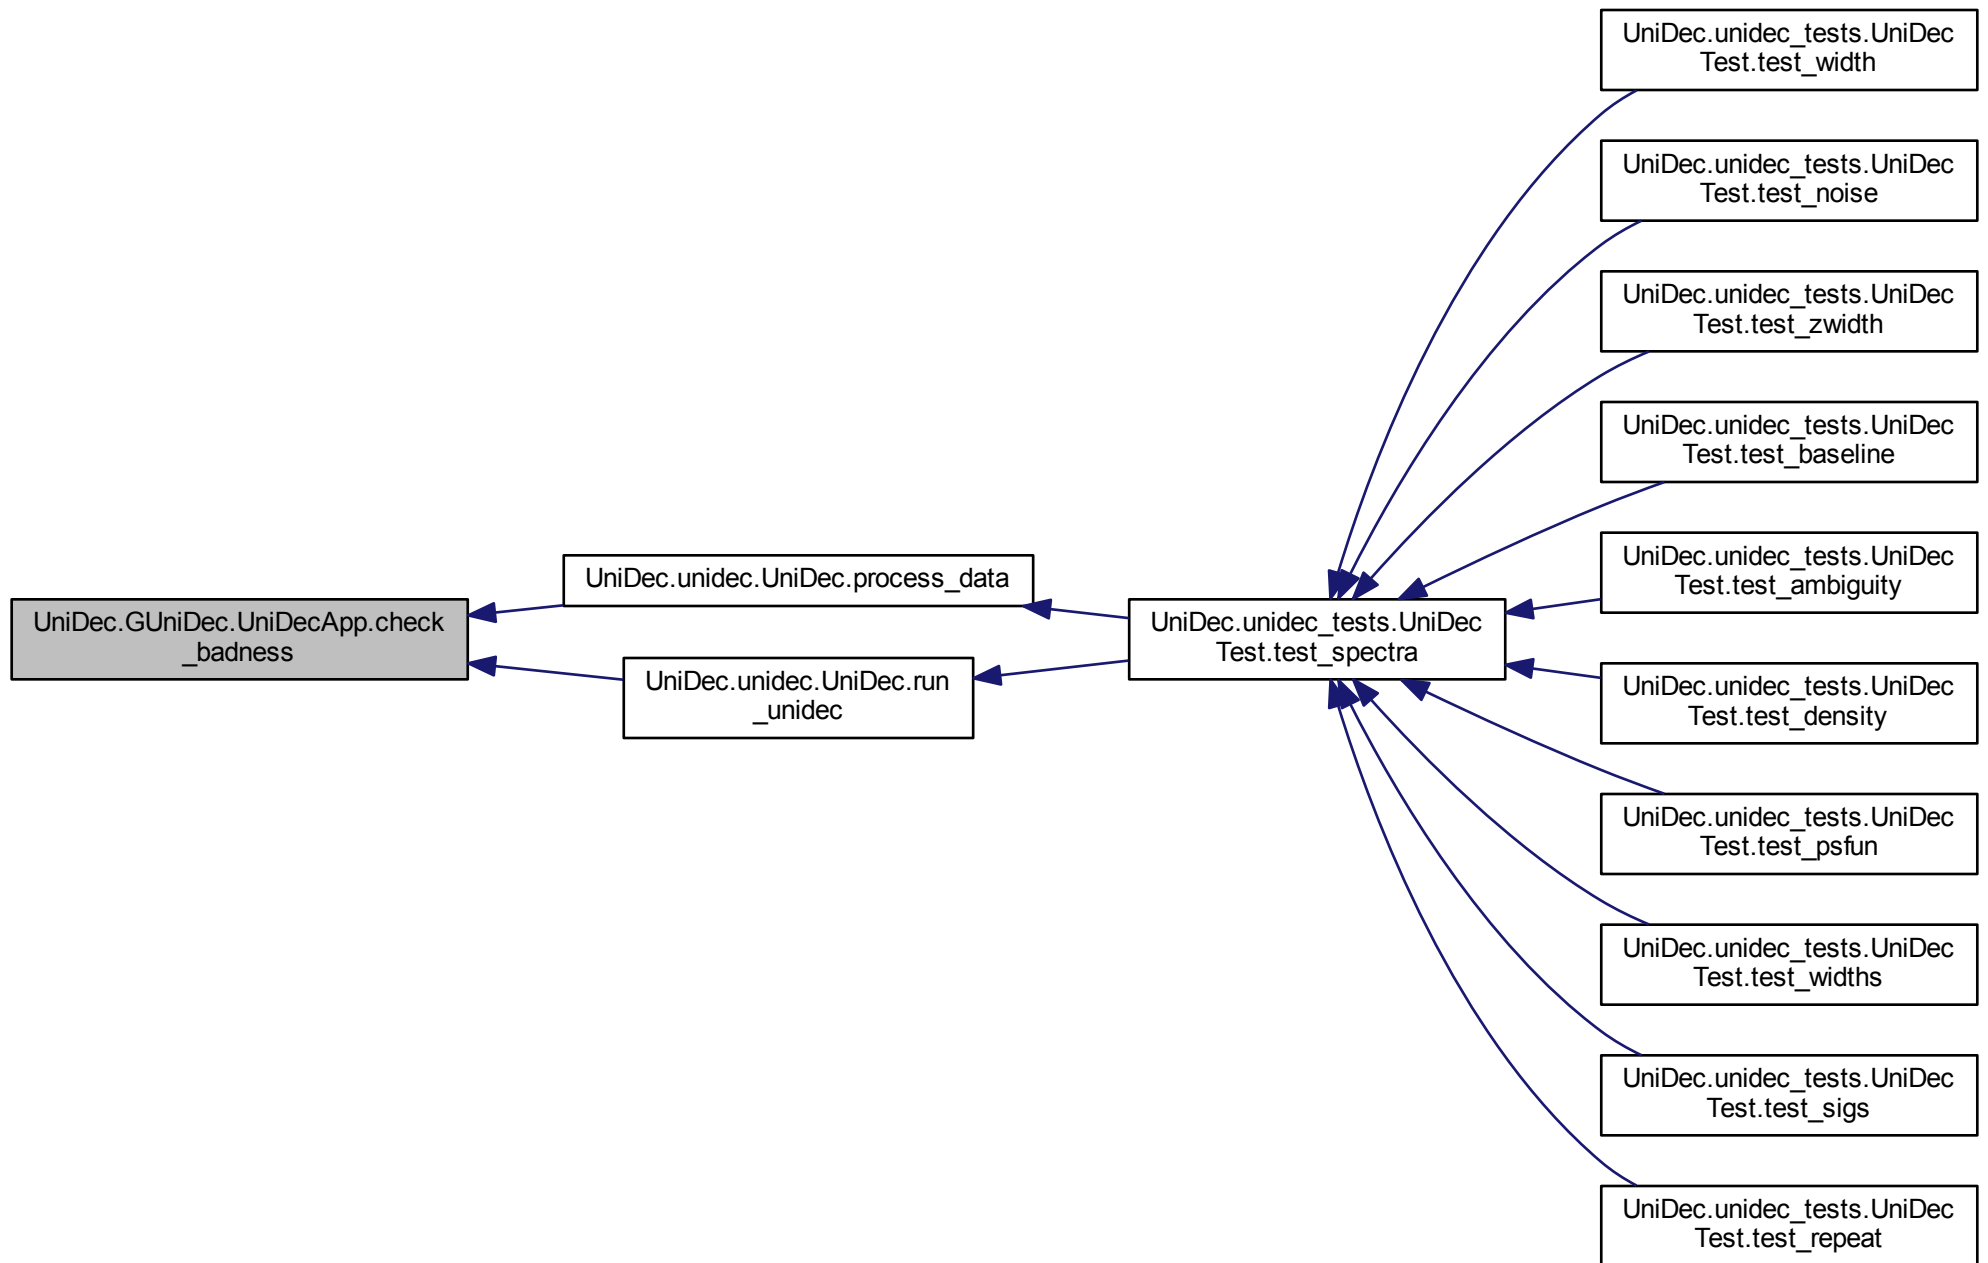 UniDec.GUniDec.UniDecApp.check
_badness
UniDec.unidec.UniDec.process_data
UniDec.unidec.UniDec.run
_unidec
UniDec.unidec_tests.UniDec
Test.test_spectra
UniDec.unidec_tests.UniDec
Test.test_width
UniDec.unidec_tests.UniDec
Test.test_noise
UniDec.unidec_tests.UniDec
Test.test_zwidth
UniDec.unidec_tests.UniDec
Test.test_baseline
UniDec.unidec_tests.UniDec
Test.test_ambiguity
UniDec.unidec_tests.UniDec
Test.test_density
UniDec.unidec_tests.UniDec
Test.test_psfun
UniDec.unidec_tests.UniDec
Test.test_widths
UniDec.unidec_tests.UniDec
Test.test_sigs
UniDec.unidec_tests.UniDec
Test.test_repeat